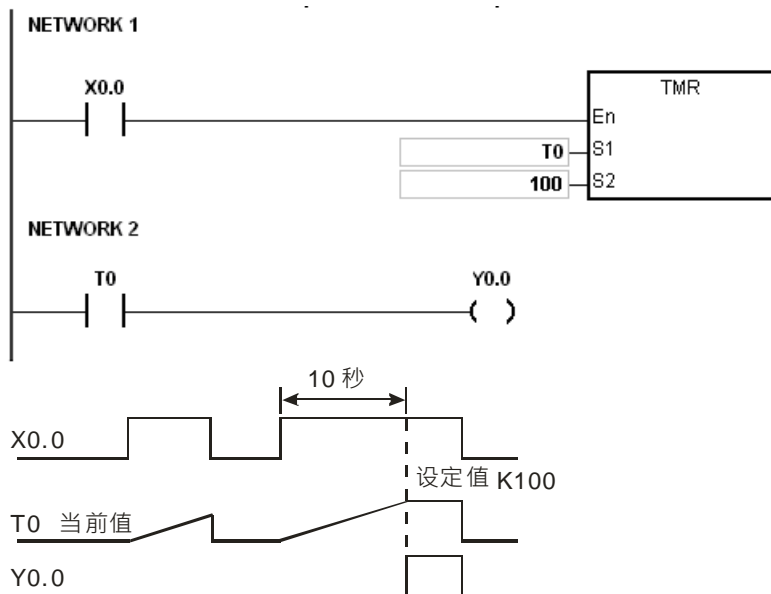 NETWORK 1
X0.0
TMR
En
T0 S1
100 S2
NETWORK 2
T0 Y0.0
10 秒
X0.0
设定值 K100
T0 当前值
Y0.0